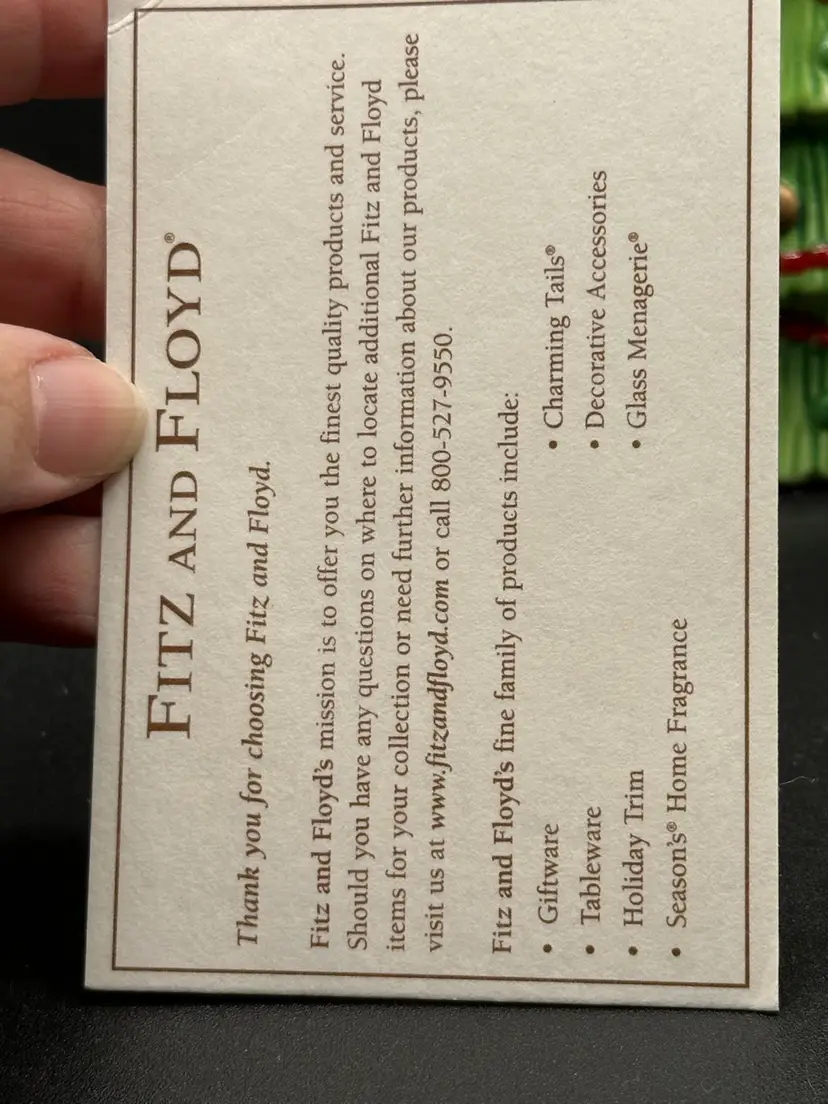 FITZ AND FLOYD®
Thank you for choosing Fitz and Floyd.
Fitz and Floyd's mission is to offer you the finest quality products and service.
Should you have any questions on where to locate additional Fitz and Floyd
items for your collection or need further information about our products, please
visit us at www.fitzandfloyd.com or call 800-527-9550.
Fitz and Floyd's fine family of products include:
• Giftware
• Tableware
• Holiday Trim
• Season's® Home Fragrance
• Charming Tails®
• Decorative Accessories
• Glass Menagerie®